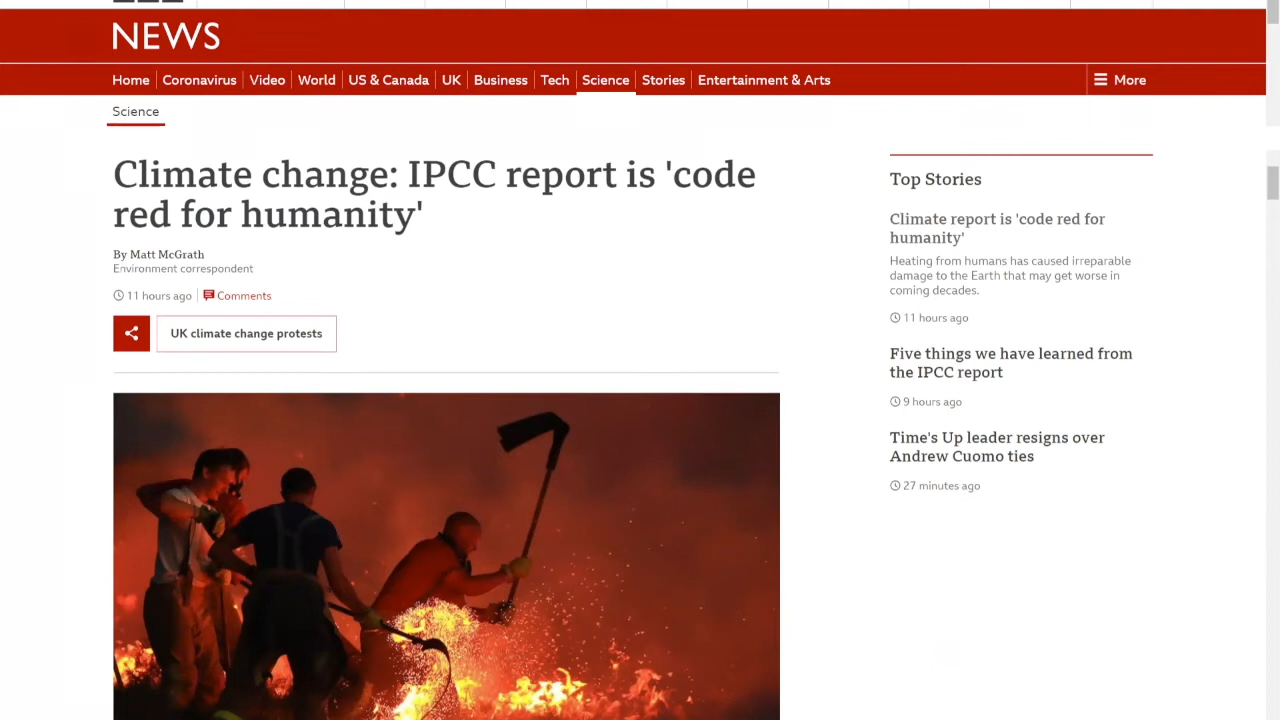 NEWS
Home Coronavirus Video World US & Canada UK Business Tech Science Stories Entertainment & Arts More
Science
Climate change: IPCC report is 'code
red for humanity'
By Matt McGrath
Environment correspondent
11 hours ago Comments
UK climate change protests
Top Stories
Climate report is 'code red for
humanity'
Heating from humans has caused irreparable
damage to the Earth that may get worse in
coming decades.
11 hours ago
Five things we have learned from
the IPCC report
9 hours ago
Time's Up leader resigns over
Andrew Cuomo ties
27 minutes ago